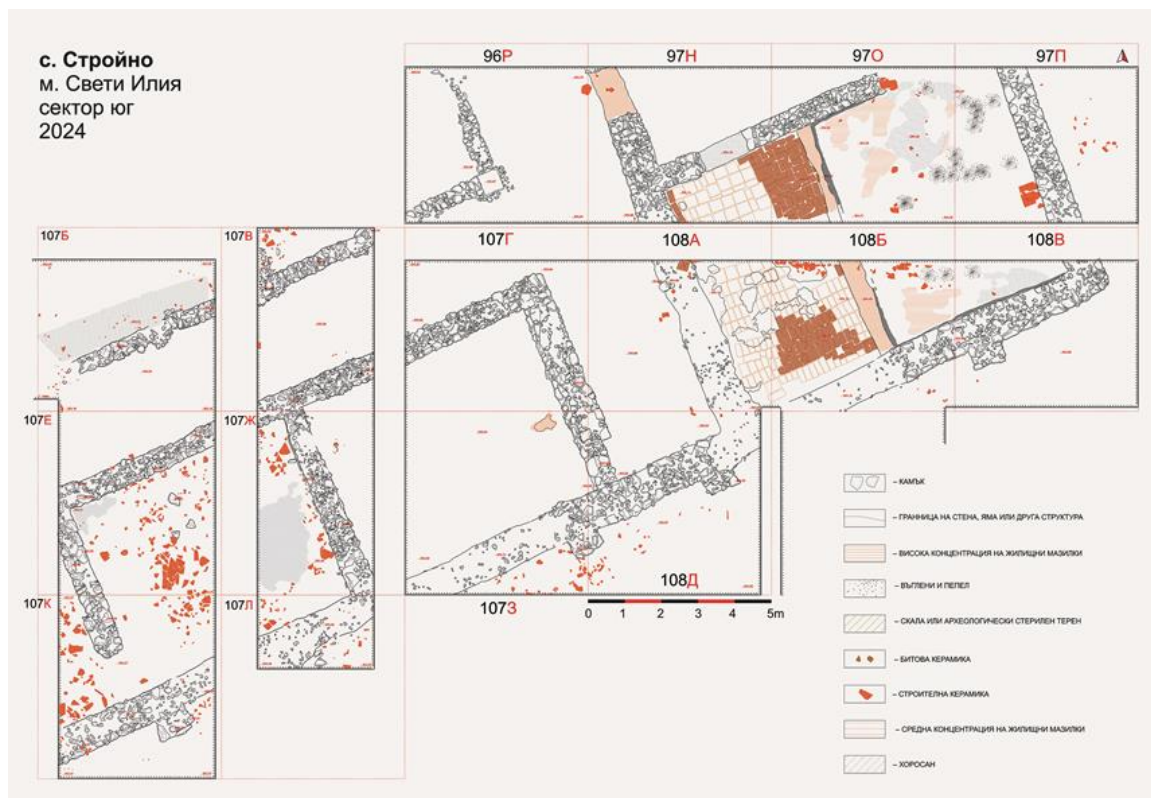 с. Стройно
м. Свети Илия
сектор юг
2024
96Р 97Н 97О 97П
107Б 107В 107Г 108А 108Б 108В
107Е 107Ж
107К 107Л 107З 108Д
0 1 2 3 4 5m
– КАМЪК
– ГРАННИЦА НА СТЕНА, ЯМА ИЛИ ДРУГА СТРУКТУРА
– ВИСОКА КОНЦЕНТРАЦИЯ НА ЖИЛИЩНИ МАЗИЛКИ
– ВЪГЛЕНИ И ПЕПЕЛ
– СКАЛА ИЛИ АРХЕОЛОГИЧЕСКИ СТЕРИЛЕН ТЕРЕН
– БИТОВА КЕРАМИКА
– СТРОИТЕЛНА КЕРАМИКА
– СРЕДНА КОНЦЕНТРАЦИЯ НА ЖИЛИЩНИ МАЗИЛКИ
– ХОРОСАН